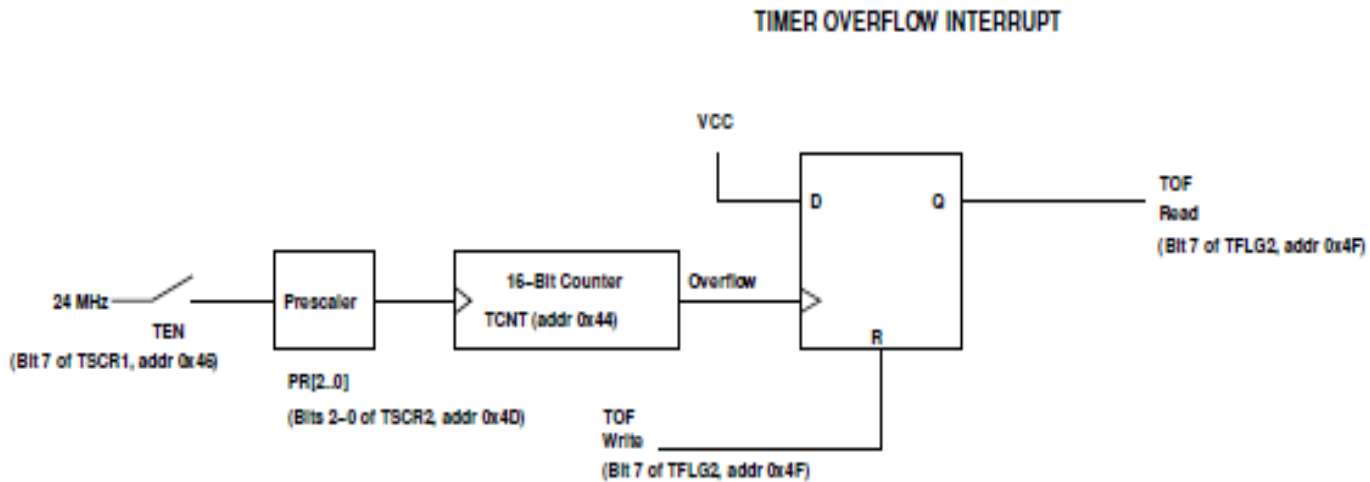 TIMER OVERFLOW INTERRUPT
VCC
D
Q
TOF
Read
(Bit 7 of TFLG2, addr 0x4F)
24 MHz
TEN
(Bit 7 of TSCR1, addr 0x46)
Prescaler
PR[2..0]
(Bits 2-0 of TSCR2, addr 0x4D)
16-Bit Counter
TCNT (addr 0x44)
Overflow
R
TOF
Write
(Bit 7 of TFLG2, addr 0x4F)